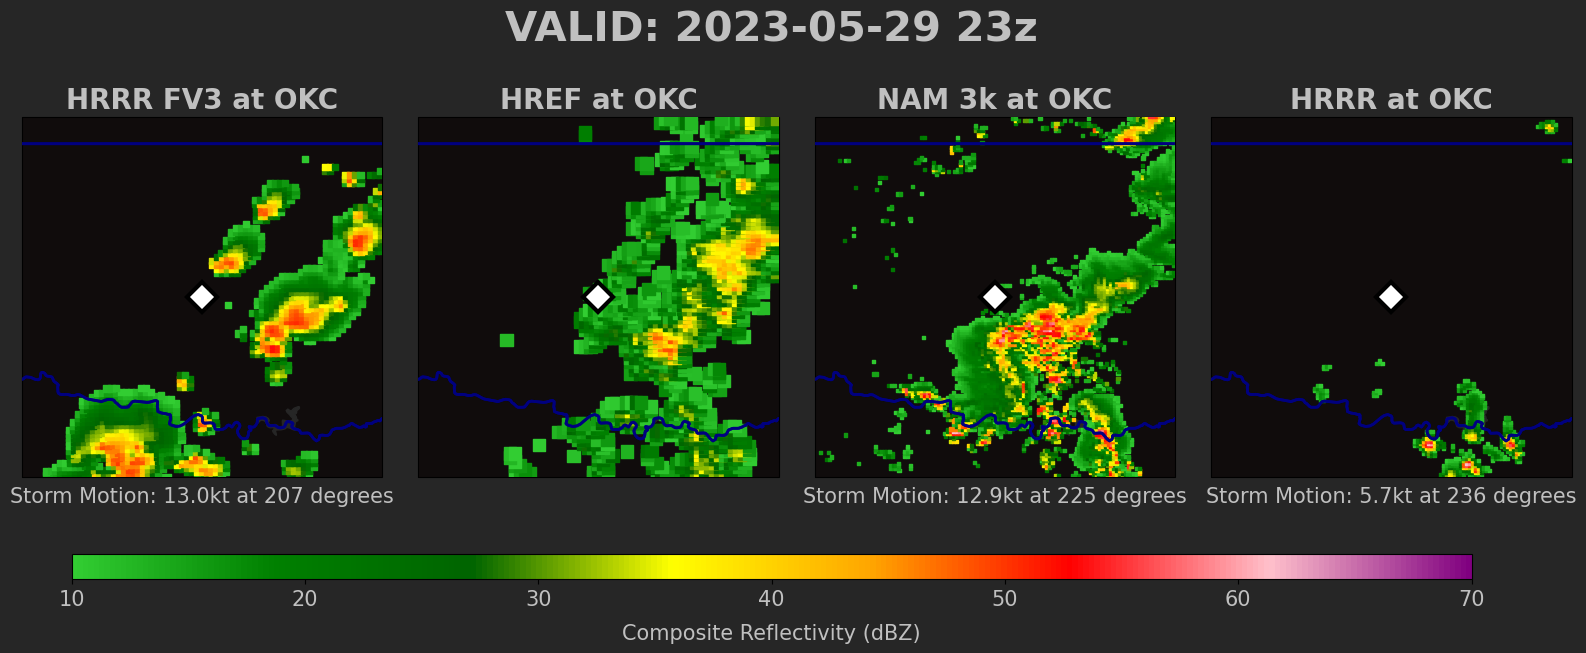 VALID: 2023-05-29 23z
HRRR FV3 at OKC
HREF at OKC
NAM 3k at OKC
HRRR at OKC
Storm Motion: 13.0kt at 207 degrees
Storm Motion: 12.9kt at 225 degrees
Storm Motion: 5.7kt at 236 degrees
10 20 30 40 50 60 70
Composite Reflectivity (dBZ)